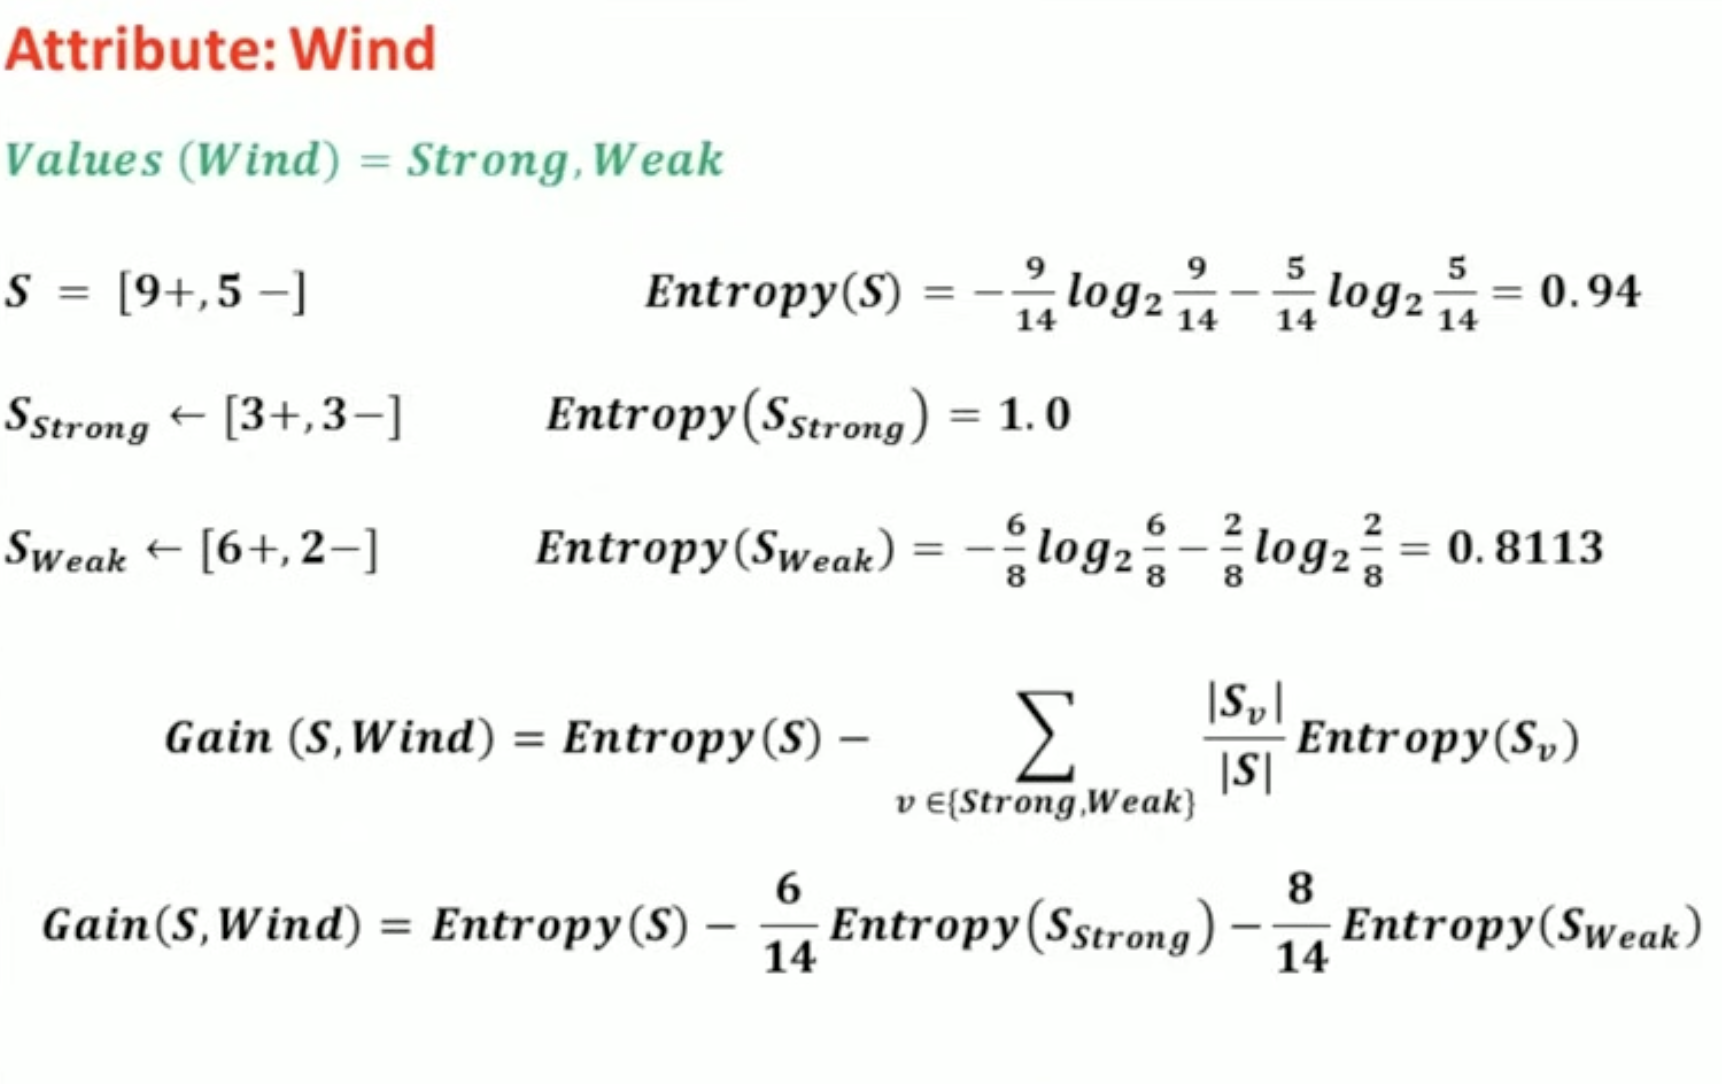 Attribute: Wind
Values (Wind) = Strong, Weak
S = [9+, 5 −] Entropy(S) = −9/14 log₂ 9/14 − 5/14 log₂ 5/14 = 0.94
S_Strong ← [3+, 3−] Entropy(S_Strong) = 1.0
S_Weak ← [6+, 2−] Entropy(S_Weak) = −6/8 log₂ 6/8 − 2/8 log₂ 2/8 = 0.8113
Gain (S, Wind) = Entropy(S) − ∑_{v ∈{Strong,Weak}} |S_v|/|S| Entropy(S_v)
Gain(S, Wind) = Entropy(S) − 6/14 Entropy(S_Strong) − 8/14 Entropy(S_Weak)